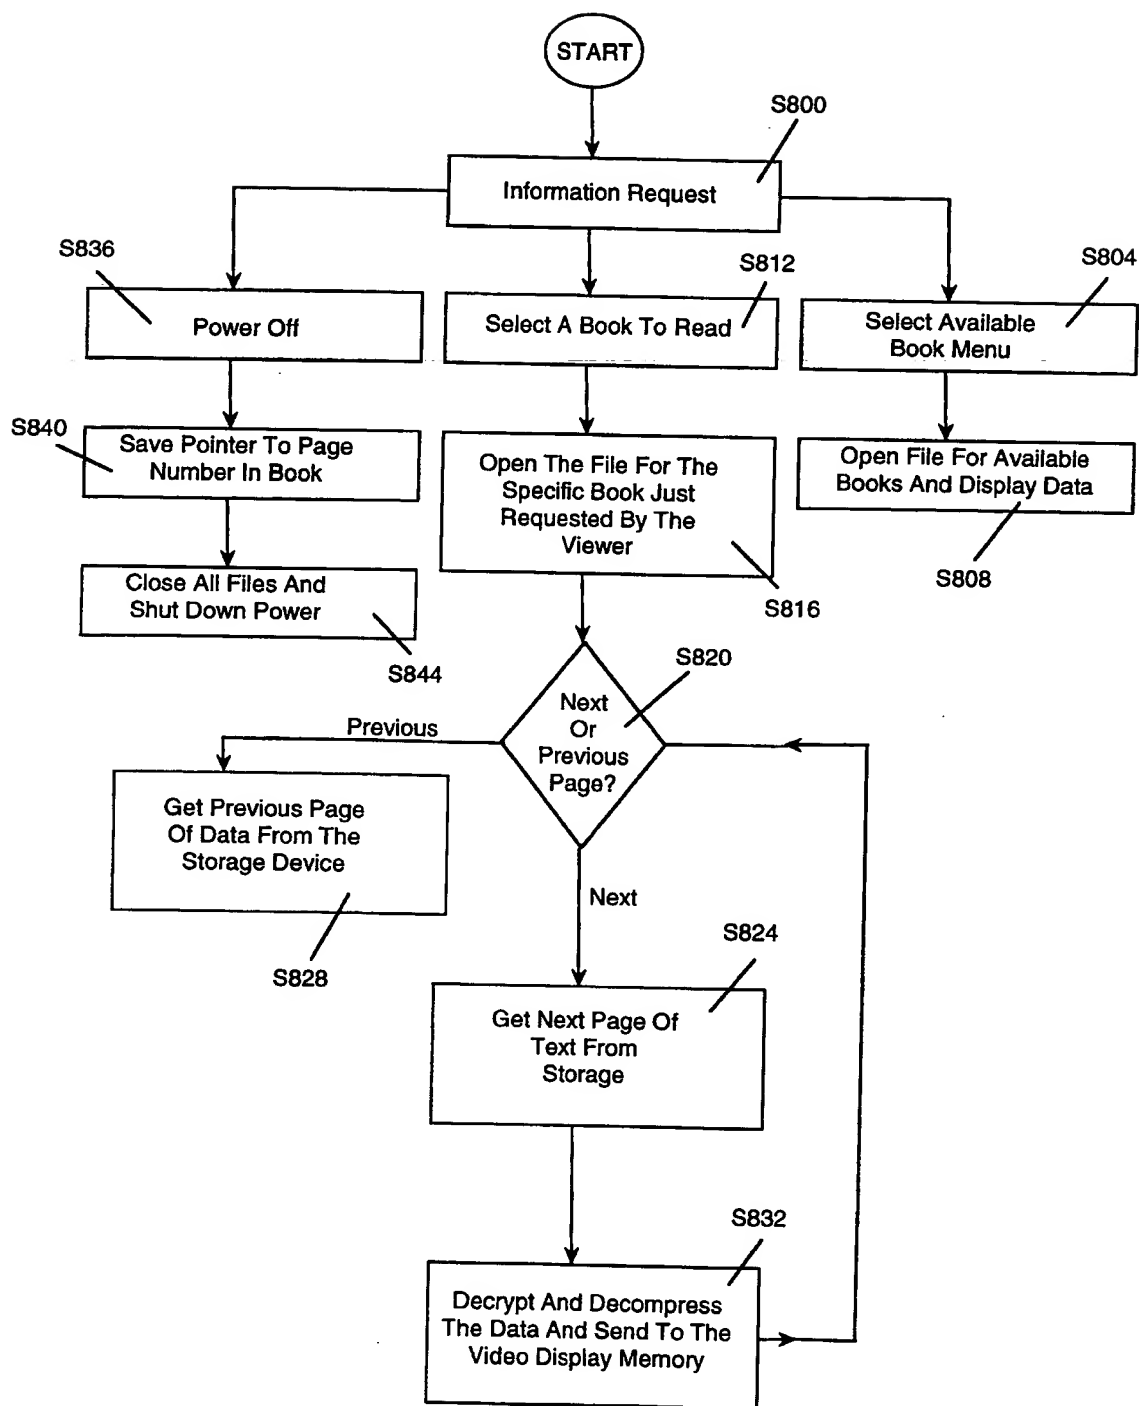 START
S800
Information Request
S836
S812
S804
Power Off
Select A Book To Read
Select Available
Book Menu
S840
Save Pointer To Page
Number In Book
Open The File For The
Specific Book Just
Requested By The
Viewer
Open File For Available
Books And Display Data
S808
S816
Close All Files And
Shut Down Power
S844
S820
Next
Or
Previous
Page?
Previous
Get Previous Page
Of Data From The
Storage Device
S828
Next
S824
Get Next Page Of
Text From
Storage
S832
Decrypt And Decompress
The Data And Send To The
Video Display Memory